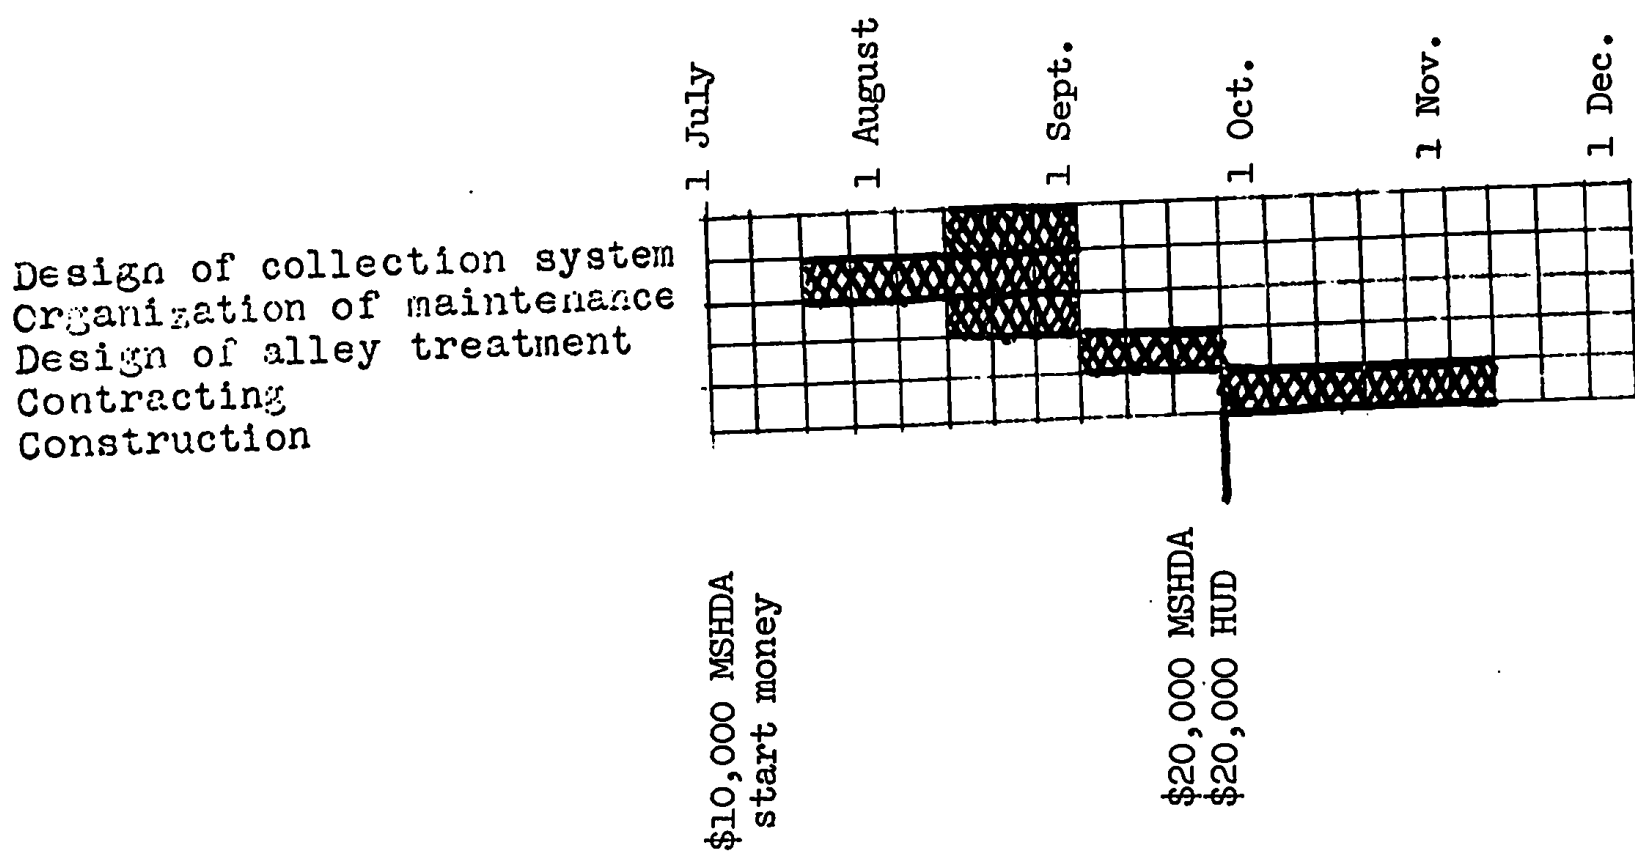 1 July
1 August
1 Sept.
1 Oct.
1 Nov.
1 Dec.
Design of collection system
Organization of maintenance
Design of alley treatment
Contracting
Construction
$10,000 MSHDA
start money
$20,000 MSHDA
$20,000 HUD